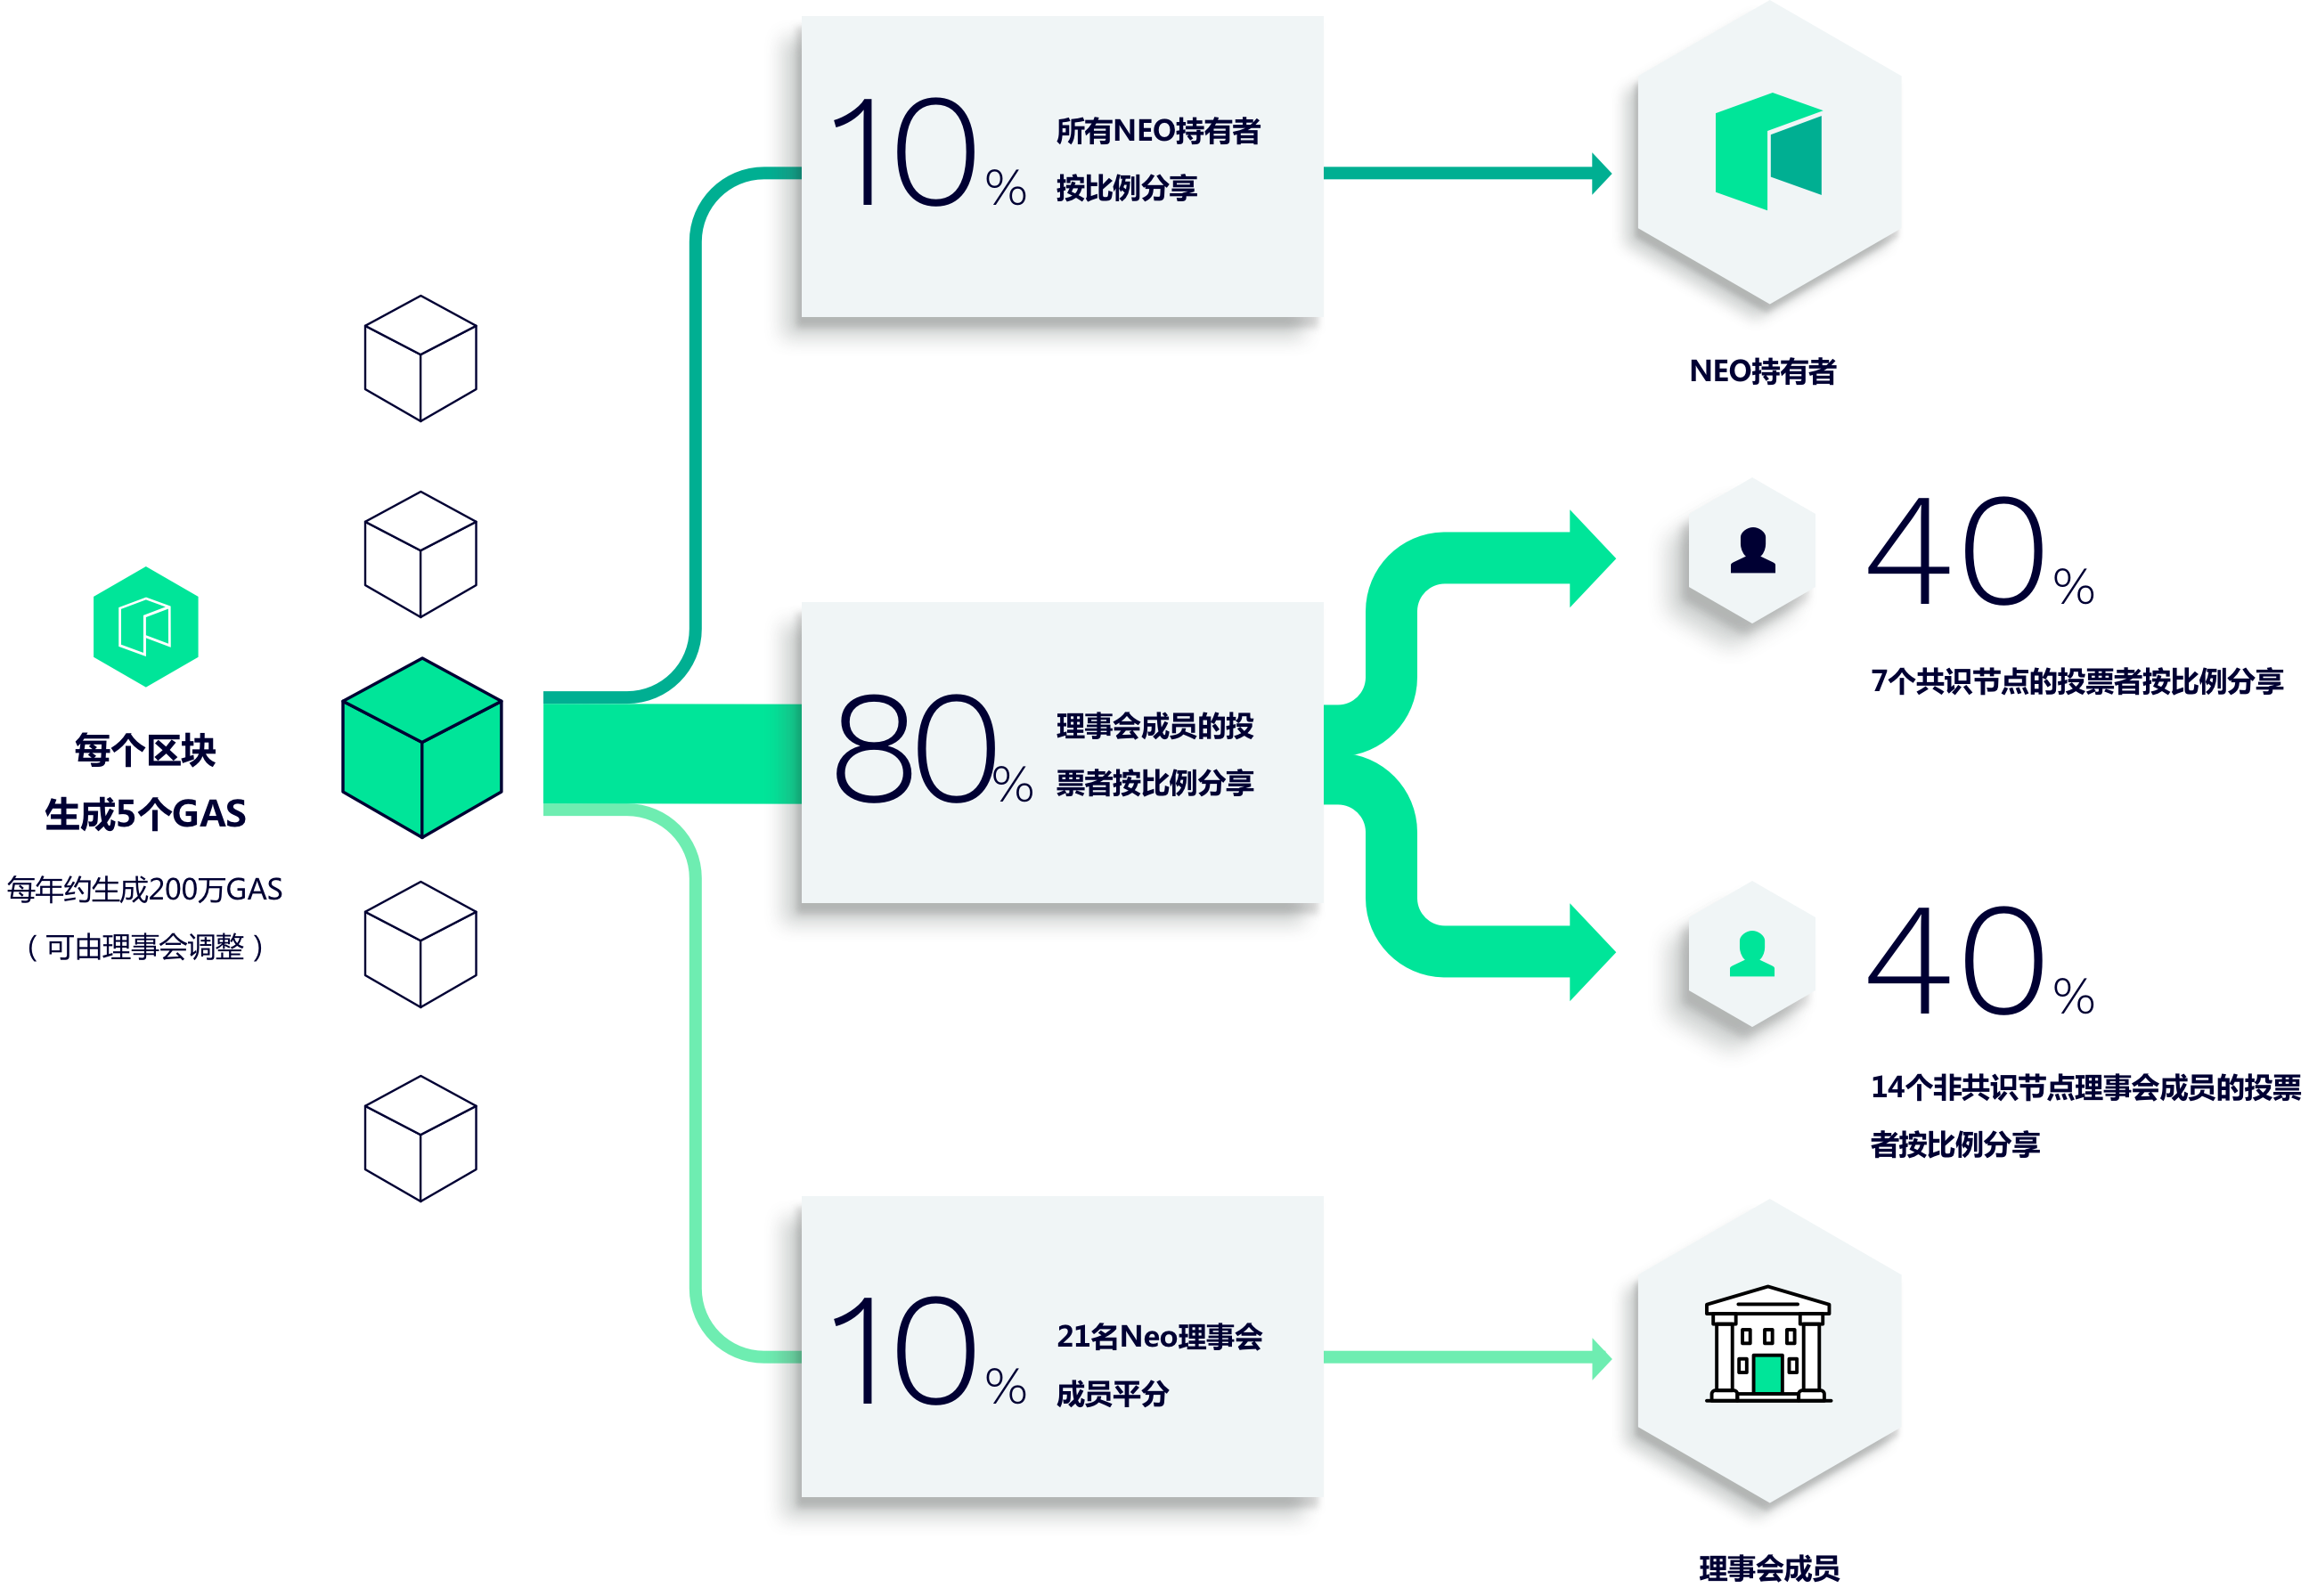 每个区块
生成5个GAS
每年约生成200万GAS
（可由理事会调整）
10%
所有NEO持有者
按比例分享
NEO持有者
80%
理事会成员的投
票者按比例分享
40%
7个共识节点的投票者按比例分享
40%
14个非共识节点理事会成员的投票
者按比例分享
10%
21名Neo理事会
成员平分
理事会成员